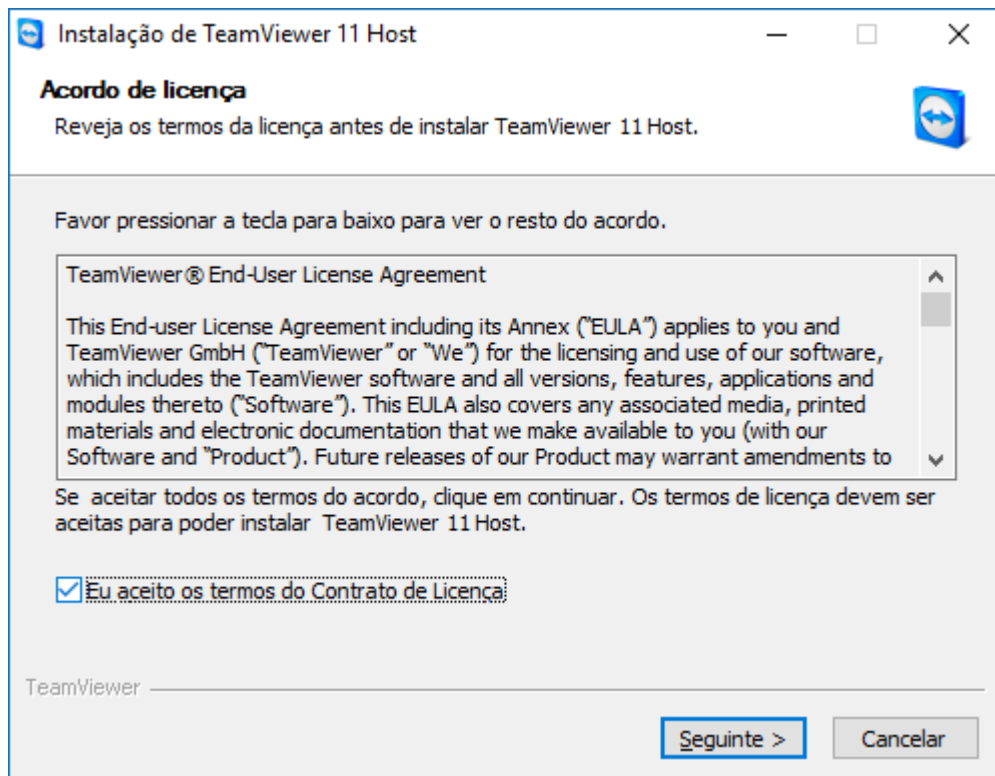 Instalação de TeamViewer 11 Host
Acordo de licença
Reveja os termos da licença antes de instalar TeamViewer 11 Host.
Favor pressionar a tecla para baixo para ver o resto do acordo.
TeamViewer® End-User License Agreement
This End-user License Agreement including its Annex (“EULA”) applies to you and
TeamViewer GmbH (“TeamViewer” or “We”) for the licensing and use of our software,
which includes the TeamViewer software and all versions, features, applications and
modules thereto (“Software”). This EULA also covers any associated media, printed
materials and electronic documentation that we make available to you (with our
Software and “Product”). Future releases of our Product may warrant amendments to
Se aceitar todos os termos do acordo, clique em continuar. Os termos de licença devem ser
aceitas para poder instalar TeamViewer 11 Host.
Eu aceito os termos do Contrato de Licença
TeamViewer
Seguinte >
Cancelar